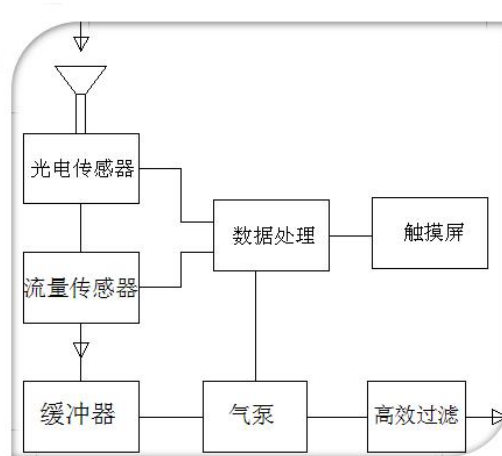 光电传感器
数据处理
触摸屏
流量传感器
缓冲器
气泵
高效过滤